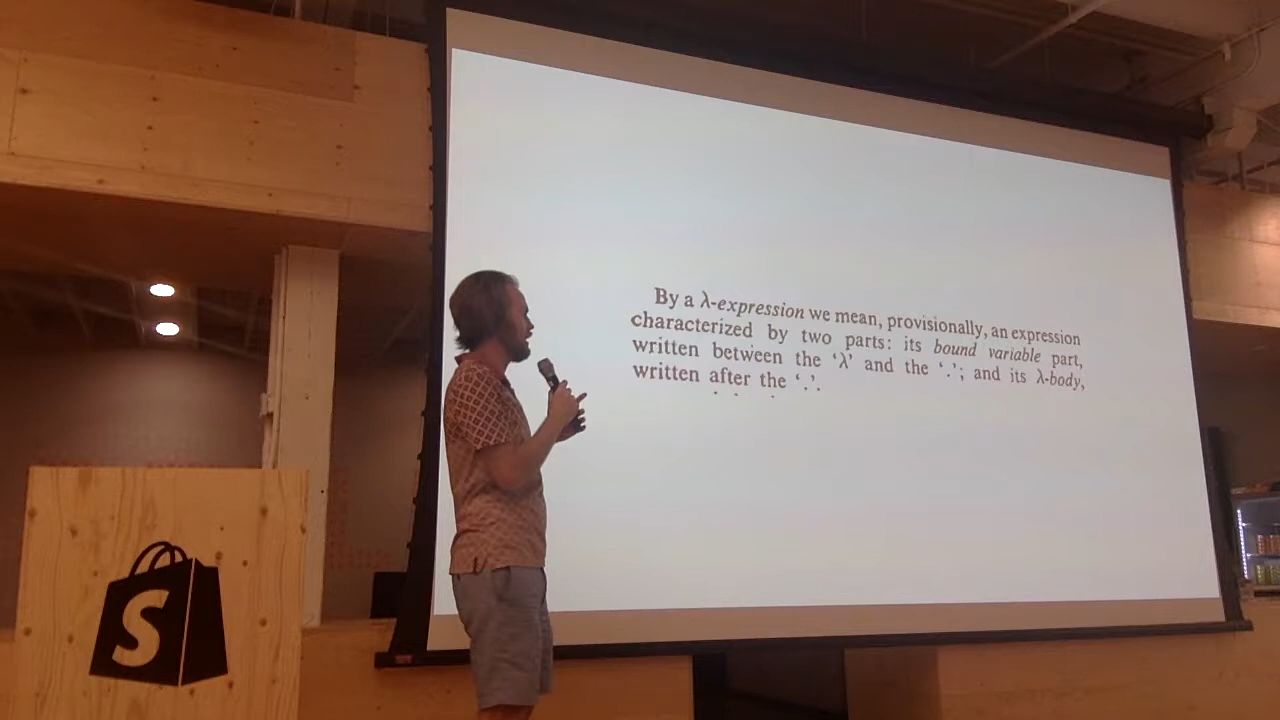 By a λ-expression we mean, provisionally, an expression
characterized by two parts: its bound variable part,
written between the ‘λ’ and the ‘.’; and its λ-body,
written after the ‘.’.
S